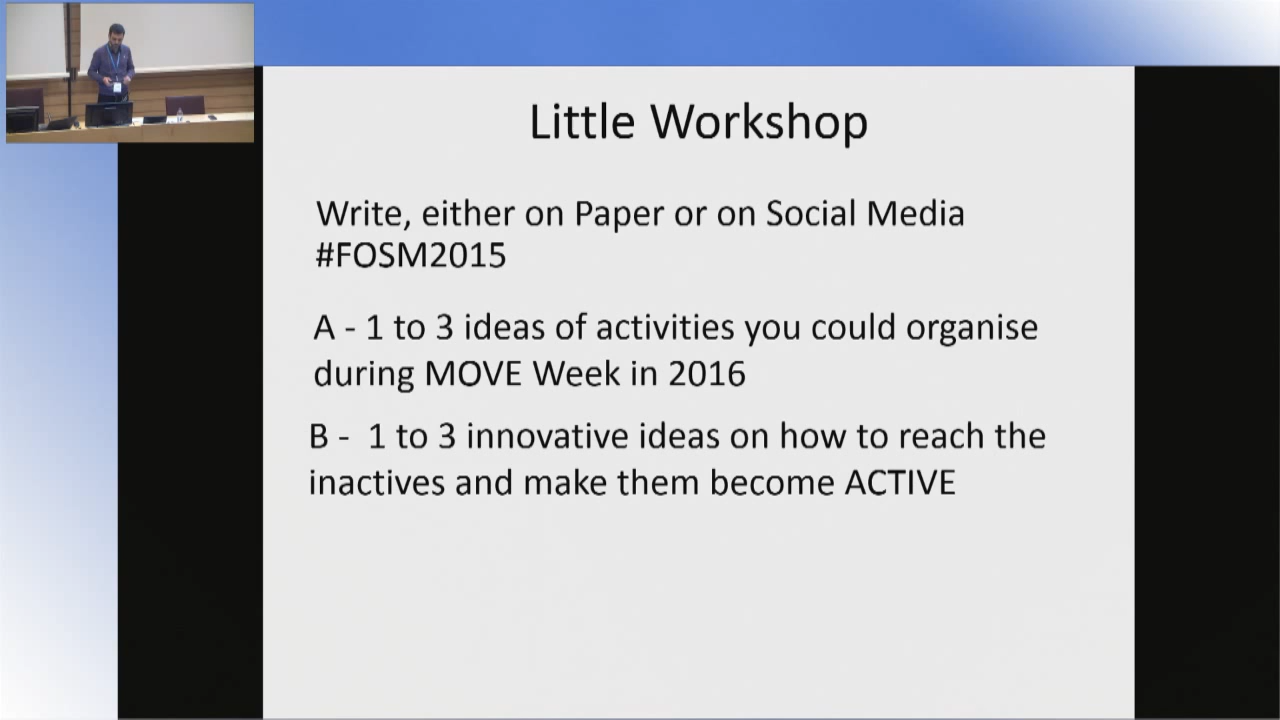 Little Workshop
Write, either on Paper or on Social Media
#FOSM2015
A - 1 to 3 ideas of activities you could organise
during MOVE Week in 2016
B - 1 to 3 innovative ideas on how to reach the
inactives and make them become ACTIVE